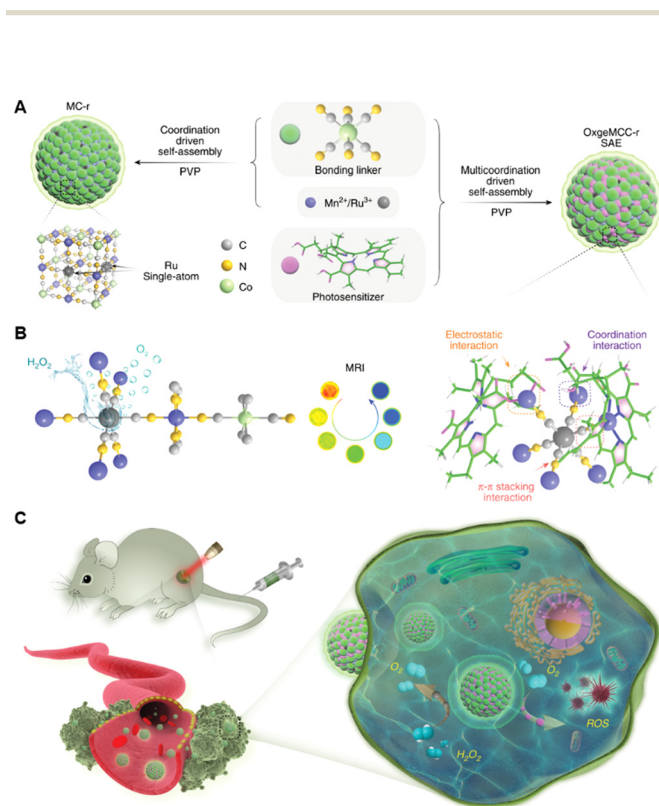 A
MC-r
Coordination
driven
self-assembly
PVP
Bonding linker
Mn²⁺/Ru³⁺
Photosensitizer
Multicoordination
driven
self-assembly
PVP
OxgeMCC-r
SAE
Ru
Single-atom
C
N
Co
B
H₂O₂
O₂
MRI
Electrostatic
interaction
Coordination
interaction
π-π stacking
interaction
C
O₂
O₂
H₂O₂
ROS